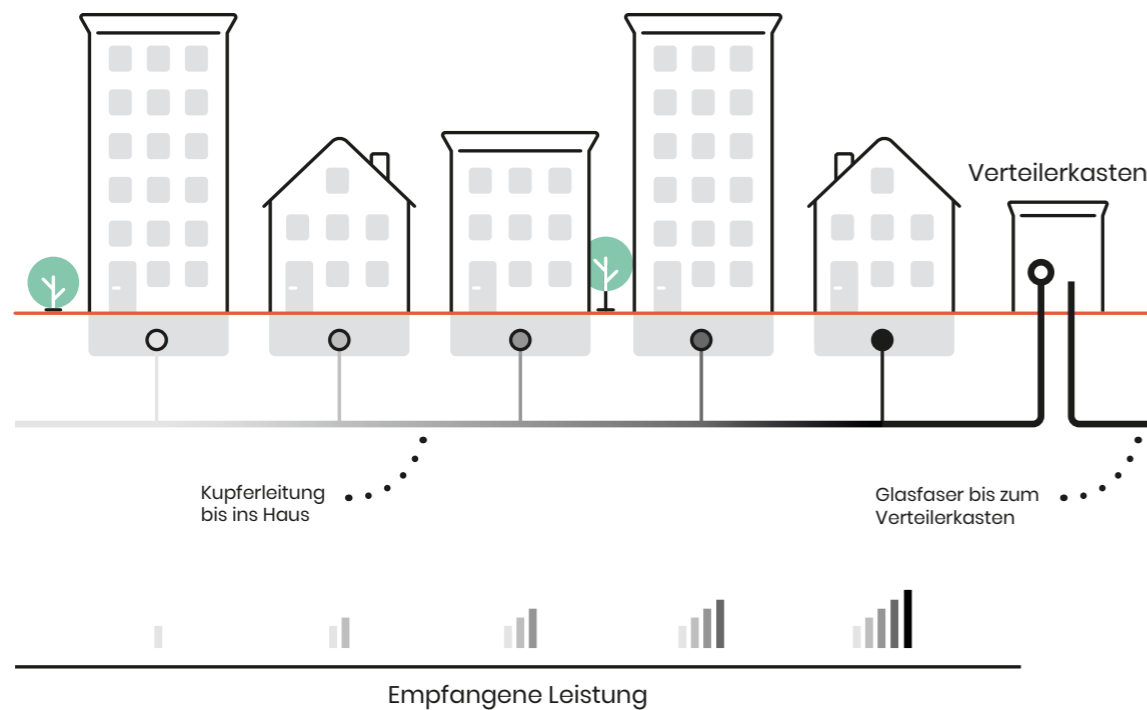 Verteilerkasten
Kupferleitung
bis ins Haus
Glasfaser bis zum
Verteilerkasten
Empfangene Leistung